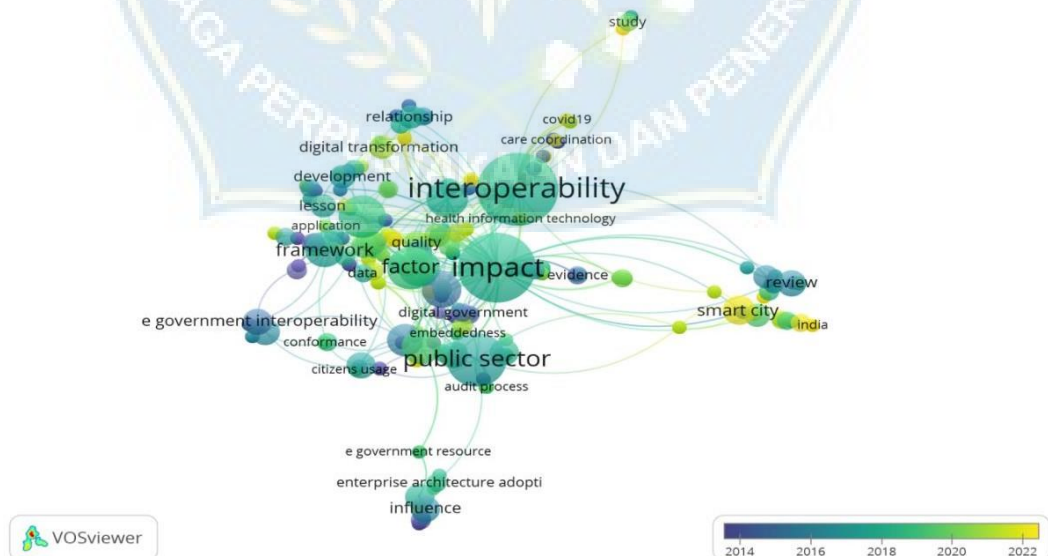 study
relationship
covid19
digital transformation
care coordination
development
interoperability
lesson
health information technology
application
framework
quality
data
factor
impact
evidence
review
e government interoperability
digital government
smart city
india
conformance
embeddedness
citizens usage
public sector
audit process
e government resource
enterprise architecture adopti
influence
VOSviewer
2014 2016 2018 2020 2022